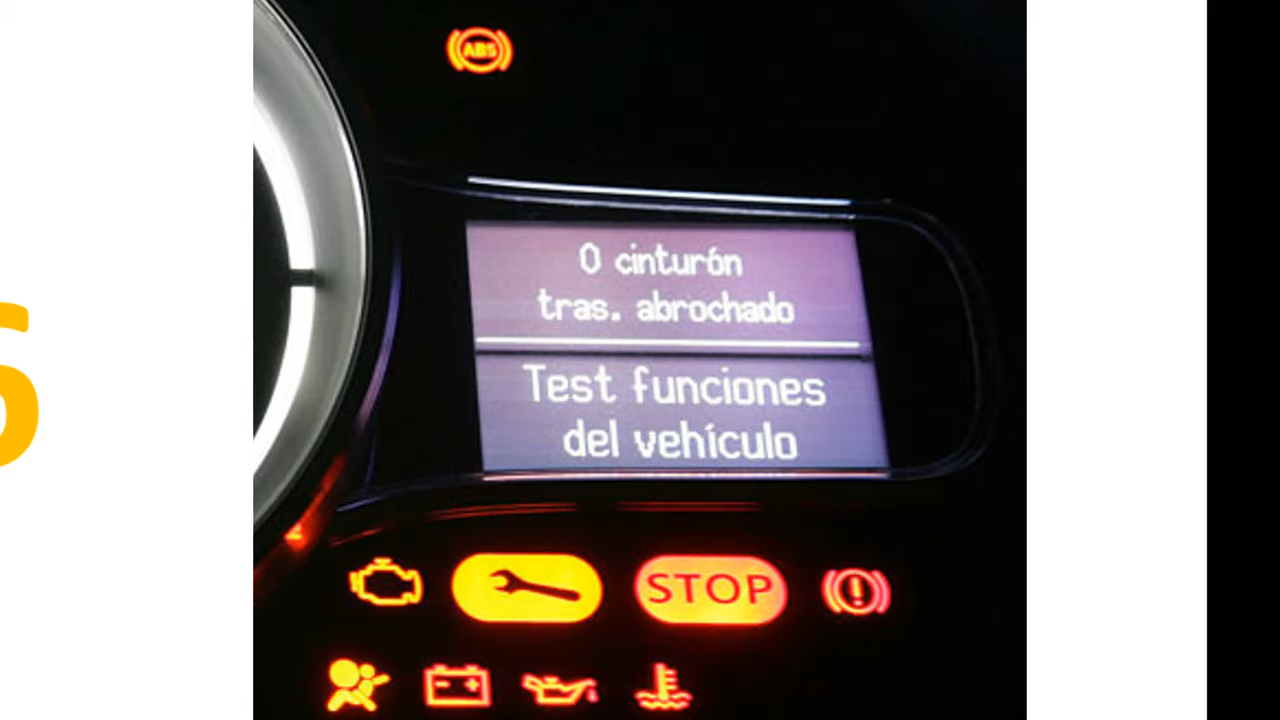 ABS
0 cinturón
tras. abrochado
Test funciones
del vehículo
STOP